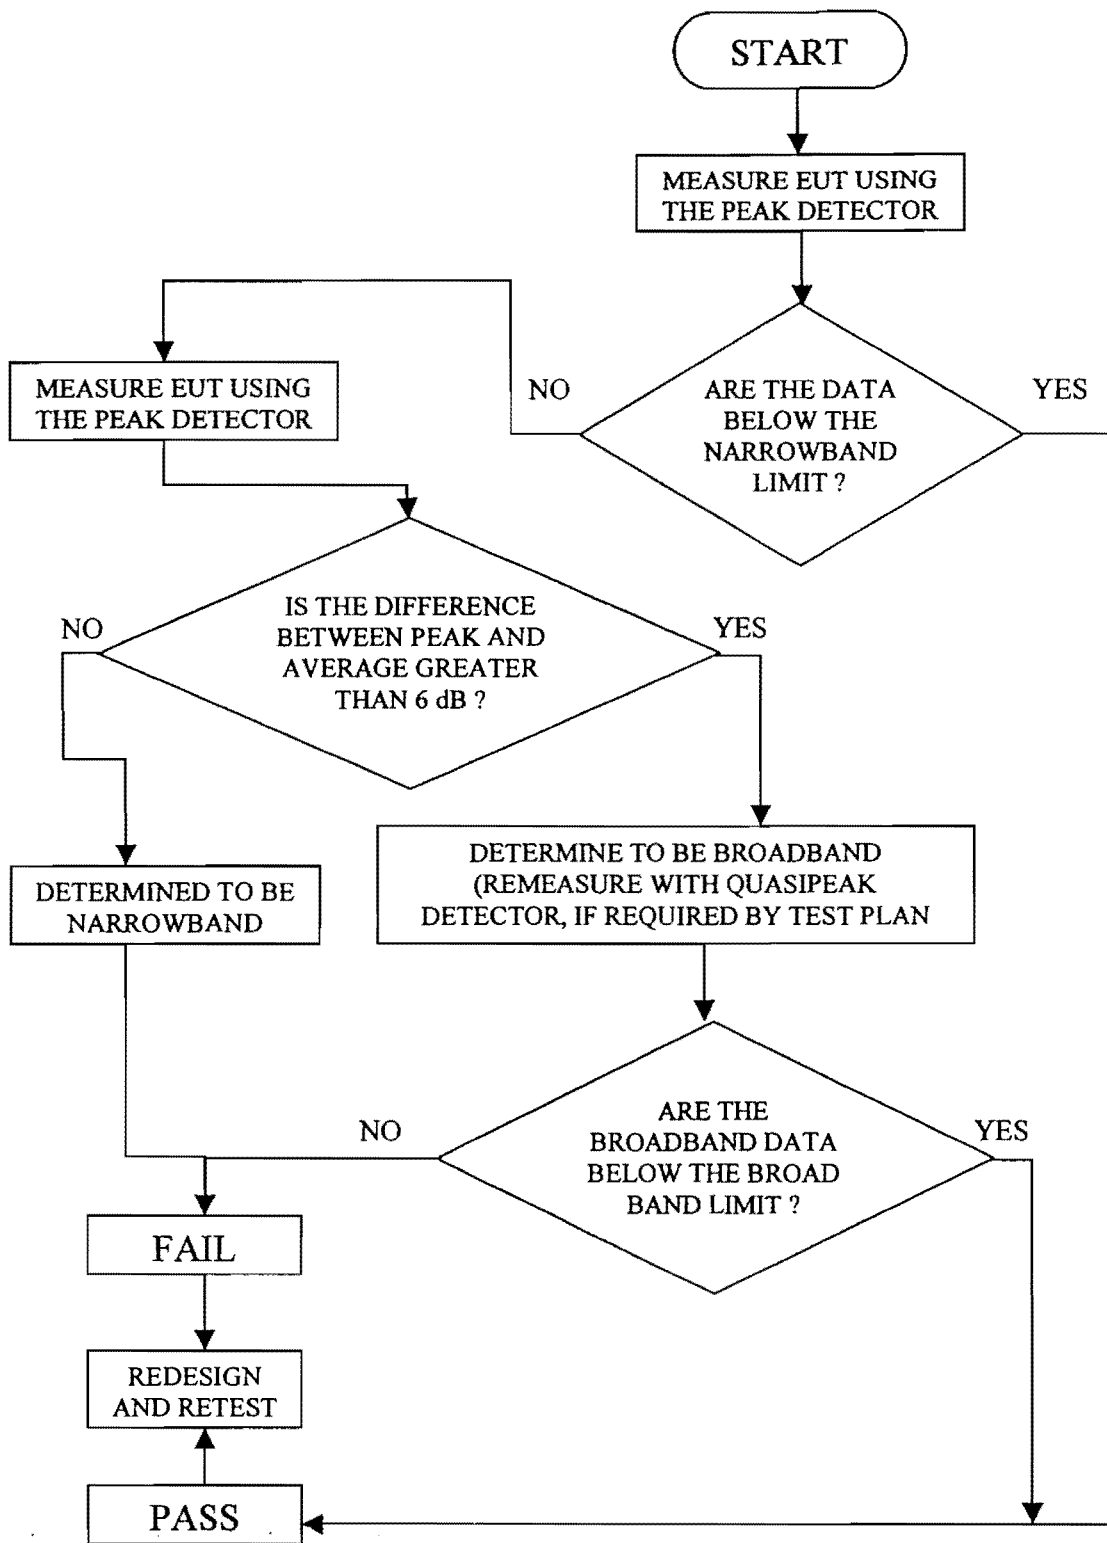 START
MEASURE EUT USING
THE PEAK DETECTOR
ARE THE DATA
BELOW THE
NARROWBAND
LIMIT ?
NO
YES
MEASURE EUT USING
THE PEAK DETECTOR
IS THE DIFFERENCE
BETWEEN PEAK AND
AVERAGE GREATER
THAN 6 dB ?
NO
YES
DETERMINED TO BE
NARROWBAND
DETERMINE TO BE BROADBAND
(REMEASURE WITH QUASIPEAK
DETECTOR, IF REQUIRED BY TEST PLAN
ARE THE
BROADBAND DATA
BELOW THE BROAD
BAND LIMIT ?
NO
YES
FAIL
REDESIGN
AND RETEST
PASS